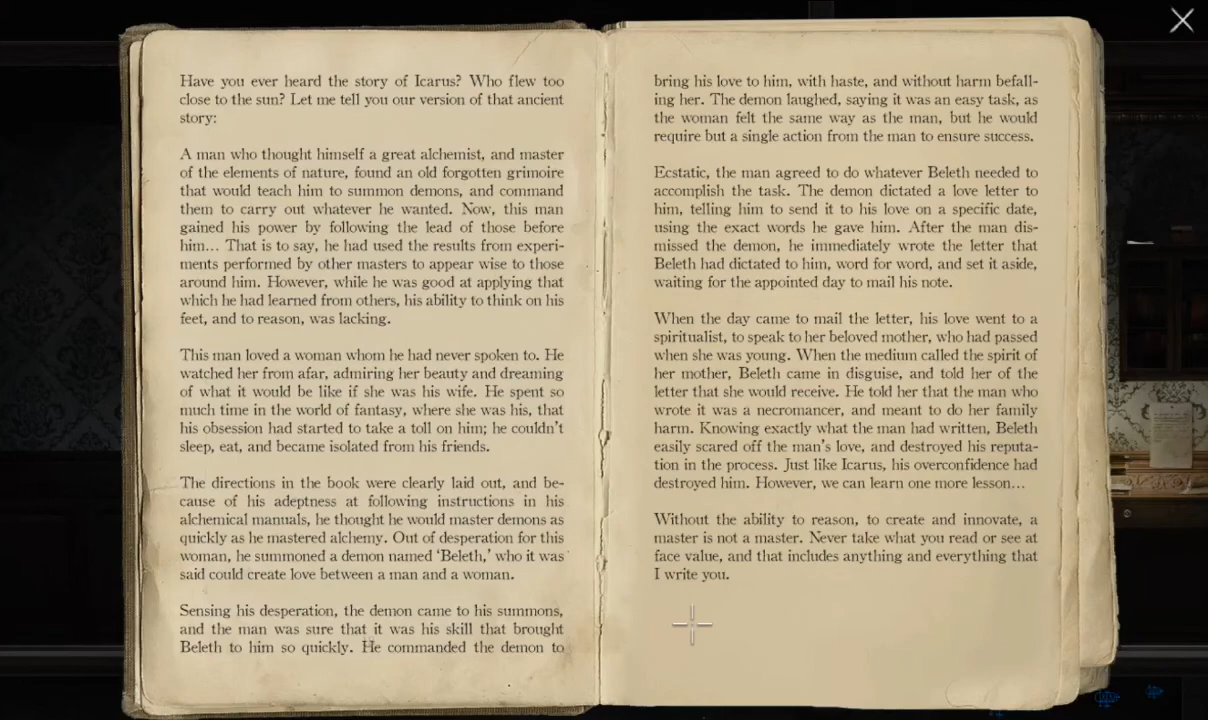 Have you ever heard the story of Icarus? Who flew too
close to the sun? Let me tell you our version of that ancient
story:
A man who thought himself a great alchemist, and master
of the elements of nature, found an old forgotten grimoire
that would teach him to summon demons, and command
them to carry out whatever he wanted. Now, this man
gained his power by following the lead of those before
him... That is to say, he had used the results from experi-
ments performed by other masters to appear wise to those
around him. However, while he was good at applying that
which he had learned from others, his ability to think on his
feet, and to reason, was lacking.
This man loved a woman whom he had never spoken to. He
watched her from afar, admiring her beauty and dreaming
of what it would be like if she was his wife. He spent so
much time in the world of fantasy, where she was his, that
his obsession had started to take a toll on him; he couldn't
sleep, eat, and became isolated from his friends.
The directions in the book were clearly laid out, and be-
cause of his adeptness at following instructions in his
alchemical manuals, he thought he would master demons as
quickly as he mastered alchemy. Out of desperation for this
woman, he summoned a demon named 'Beleth,' who it was
said could create love between a man and a woman.
Sensing his desperation, the demon came to his summons,
and the man was sure that it was his skill that brought
Beleth to him so quickly. He commanded the demon to
bring his love to him, with haste, and without harm befall-
ing her. The demon laughed, saying it was an easy task, as
the woman felt the same way as the man, but he would
require but a single action from the man to ensure success.
Ecstatic, the man agreed to do whatever Beleth needed to
accomplish the task. The demon dictated a love letter to
him, telling him to send it to his love on a specific date,
using the exact words he gave him. After the man dis-
missed the demon, he immediately wrote the letter that
Beleth had dictated to him, word for word, and set it aside,
waiting for the appointed day to mail his note.
When the day came to mail the letter, his love went to a
spiritualist, to speak to her beloved mother, who had passed
when she was young. When the medium called the spirit of
her mother, Beleth came in disguise, and told her of the
letter that she would receive. He told her that the man who
wrote it was a necromancer, and meant to do her family
harm. Knowing exactly what the man had written, Beleth
easily scared off the man's love, and destroyed his reputa-
tion in the process. Just like Icarus, his overconfidence had
destroyed him. However, we can learn one more lesson...
Without the ability to reason, to create and innovate, a
master is not a master. Never take what you read or see at
face value, and that includes anything and everything that
I write you.